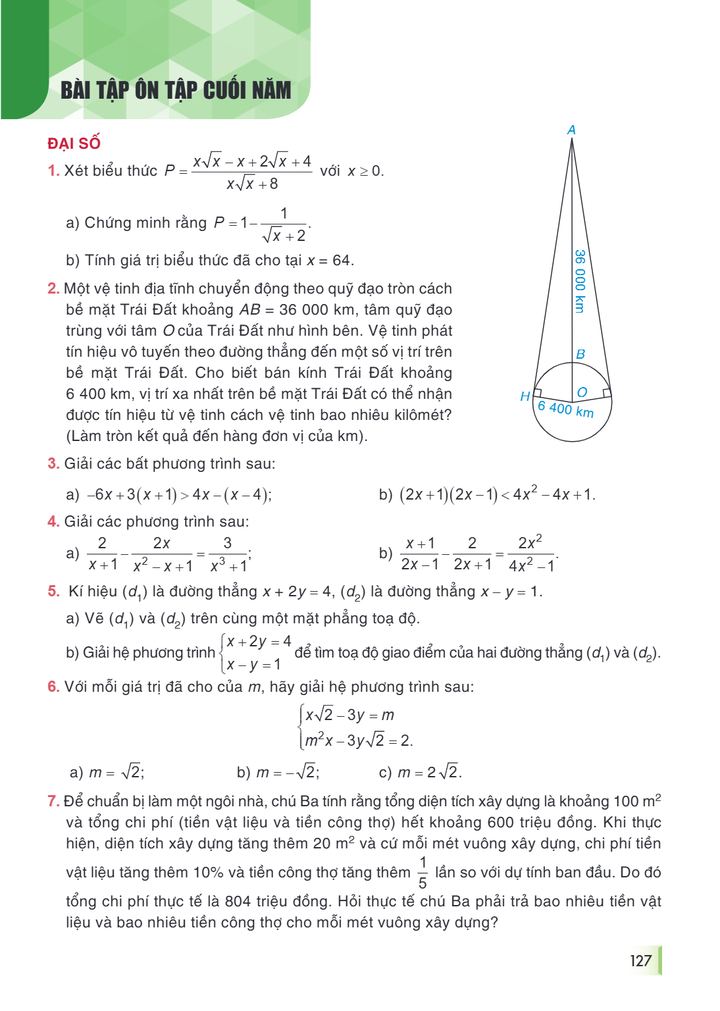 BÀI TẬP ÔN TẬP CUỐI NĂM
ĐẠI SỐ
1. Xét biểu thức P = (x√x − x + 2√x + 4)/(x√x + 8) với x ≥ 0.
a) Chứng minh rằng P = 1 − 1/(√x + 2).
b) Tính giá trị biểu thức đã cho tại x = 64.
2. Một vệ tinh địa tĩnh chuyển động theo quỹ đạo tròn cách
bề mặt Trái Đất khoảng AB = 36 000 km, tâm quỹ đạo
trùng với tâm O của Trái Đất như hình bên. Vệ tinh phát
tín hiệu vô tuyến theo đường thẳng đến một số vị trí trên
bề mặt Trái Đất. Cho biết bán kính Trái Đất khoảng
6 400 km, vị trí xa nhất trên bề mặt Trái Đất có thể nhận
được tín hiệu từ vệ tinh cách vệ tinh bao nhiêu kilômét?
(Làm tròn kết quả đến hàng đơn vị của km).
A
36 000 km
B
H
O
6 400 km
3. Giải các bất phương trình sau:
a) −6x + 3(x + 1) > 4x − (x − 4); b) (2x + 1)(2x − 1) < 4x² − 4x + 1.
4. Giải các phương trình sau:
a) 2/(x + 1) − 2x/(x² − x + 1) = 3/(x³ + 1); b) (x + 1)/(2x − 1) − 2/(2x + 1) = 2x²/(4x² − 1).
5. Kí hiệu (d₁) là đường thẳng x + 2y = 4, (d₂) là đường thẳng x − y = 1.
a) Vẽ (d₁) và (d₂) trên cùng một mặt phẳng toạ độ.
b) Giải hệ phương trình { x + 2y = 4; x − y = 1 để tìm toạ độ giao điểm của hai đường thẳng (d₁) và (d₂).
6. Với mỗi giá trị đã cho của m, hãy giải hệ phương trình sau:
{ x√2 − 3y = m
m²x − 3y√2 = 2.
a) m = √2; b) m = −√2; c) m = 2√2.
7. Để chuẩn bị làm một ngôi nhà, chú Ba tính rằng tổng diện tích xây dựng là khoảng 100 m²
và tổng chi phí (tiền vật liệu và tiền công thợ) hết khoảng 600 triệu đồng. Khi thực
hiện, diện tích xây dựng tăng thêm 20 m² và cứ mỗi mét vuông xây dựng, chi phí tiền
vật liệu tăng thêm 10% và tiền công thợ tăng thêm 1/5 lần so với dự tính ban đầu. Do đó
tổng chi phí thực tế là 804 triệu đồng. Hỏi thực tế chú Ba phải trả bao nhiêu tiền vật
liệu và bao nhiêu tiền công thợ cho mỗi mét vuông xây dựng?
127